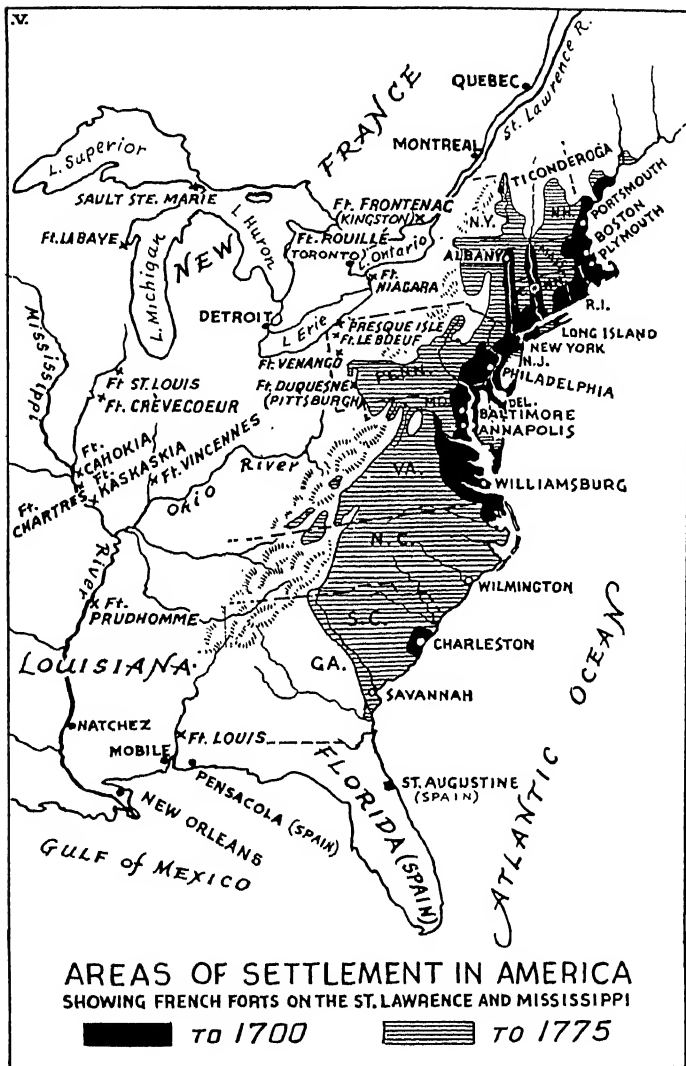 .V.
QUEBEC
St. Lawrence R.
FRANCE
MONTREAL
L. Superior
TICONDEROGA
SAULT STE. MARIE
Ft. FRONTENAC
(KINGSTON)
N.Y.
N.H.
PORTSMOUTH
BOSTON
PLYMOUTH
L. Huron
Ft. LABAYE
NEW
Ft. ROUILLÉ
(TORONTO)
L. Ontario
ALBANY
L. Michigan
Ft.
NIAGARA
R.I.
DETROIT
L. Erie
PRESQUE ISLE
Ft. LE BOEUF
LONG ISLAND
NEW YORK
N.J.
Mississippi
Ft. VENANGO
PENN.
PHILADELPHIA
Ft. ST. LOUIS
Ft. DUQUESNE
(PITTSBURGH)
Ft. CRÈVECOEUR
MD.
DEL.
BALTIMORE
ANNAPOLIS
Ft.
CAHOKIA
Ft.
KASKASKIA
Ft. VINCENNES
Ft.
CHARTRES
River
Ohio
VA.
WILLIAMSBURG
River
N.C.
WILMINGTON
Ft.
PRUDHOMME
S.C.
CHARLESTON
LOUISIANA
GA.
SAVANNAH
OCEAN
NATCHEZ
Ft. LOUIS
MOBILE
FLORIDA (SPAIN)
ST. AUGUSTINE
(SPAIN)
PENSACOLA (SPAIN)
NEW ORLEANS
ATLANTIC
GULF of MEXICO
AREAS OF SETTLEMENT IN AMERICA
SHOWING FRENCH FORTS ON THE ST. LAWRENCE AND MISSISSIPPI
TO 1700
TO 1775